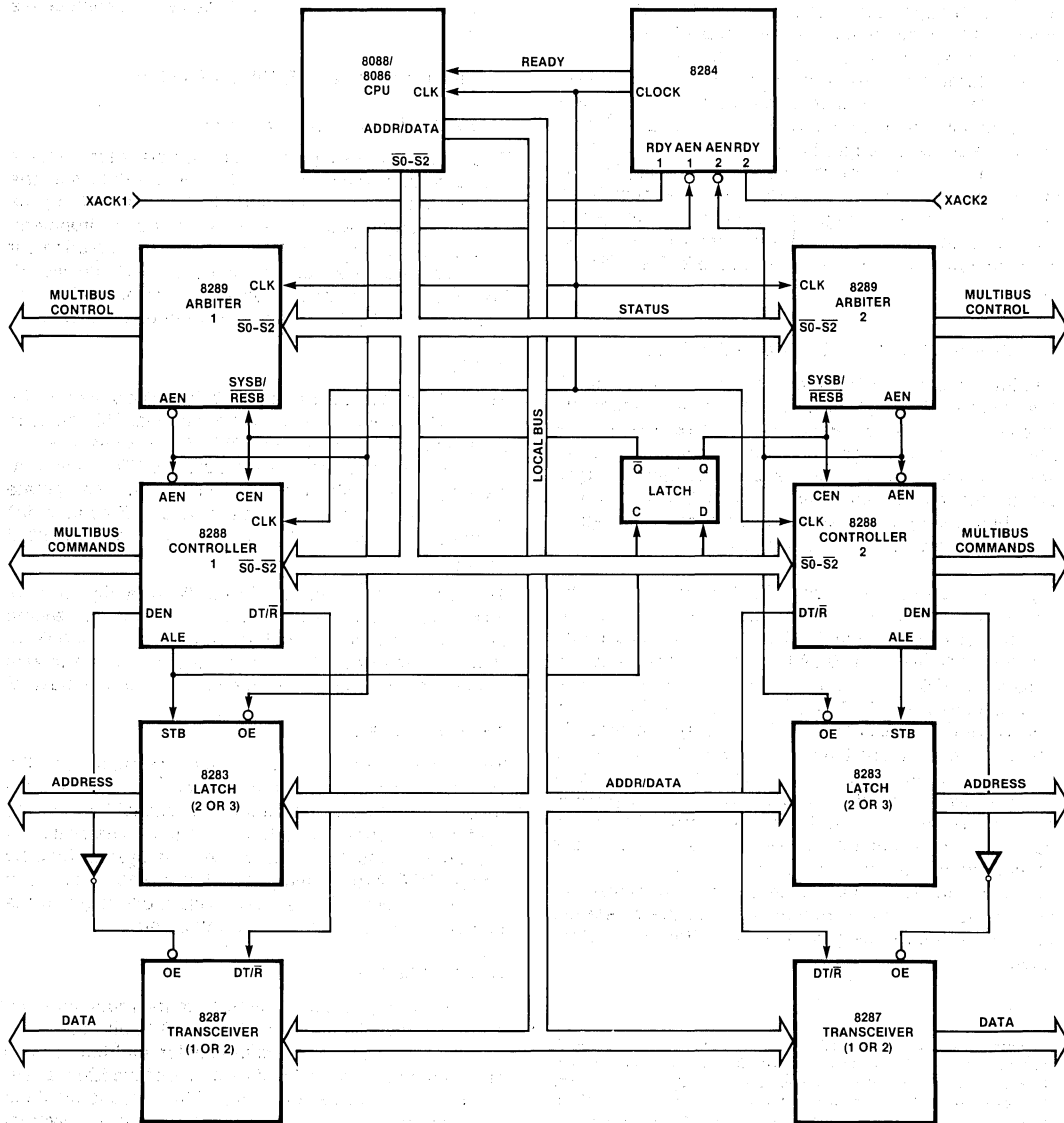 8088/
8086
CPU
CLK
ADDR/DATA
S0-S2
READY
8284
CLOCK
RDY AEN AEN RDY
1 1 2 2
XACK1
XACK2
8289
ARBITER
1
CLK
S0-S2
SYSB/
RESB
AEN
MULTIBUS
CONTROL
STATUS
8289
ARBITER
2
CLK
S0-S2
SYSB/
RESB
AEN
MULTIBUS
CONTROL
LOCAL BUS
Q Q
LATCH
C D
AEN
CEN
CLK
8288
CONTROLLER
1
S0-S2
DEN
DT/R
ALE
MULTIBUS
COMMANDS
CEN
AEN
CLK
8288
CONTROLLER
2
S0-S2
DT/R
DEN
ALE
MULTIBUS
COMMANDS
STB
OE
8283
LATCH
(2 OR 3)
ADDRESS
ADDR/DATA
OE
STB
8283
LATCH
(2 OR 3)
ADDRESS
OE
DT/R
8287
TRANSCEIVER
(1 OR 2)
DATA
DT/R
OE
8287
TRANSCEIVER
(1 OR 2)
DATA